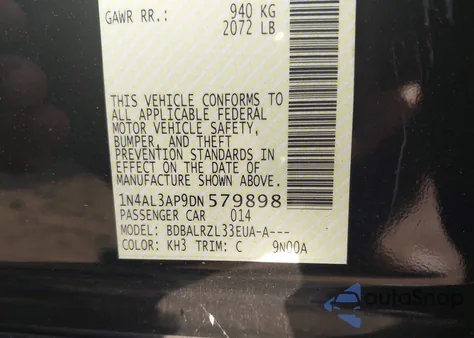 GAWR RR.: 940 KG
2072 LB
THIS VEHICLE CONFORMS TO
ALL APPLICABLE FEDERAL
MOTOR VEHICLE SAFETY,
BUMPER, AND THEFT
PREVENTION STANDARDS IN
EFFECT ON THE DATE OF
MANUFACTURE SHOWN ABOVE.
1N4AL3AP9DN 579898
PASSENGER CAR 014
MODEL: BDBALRZL33EUA-A---
COLOR: KH3 TRIM: C 9N00A
autoSnap